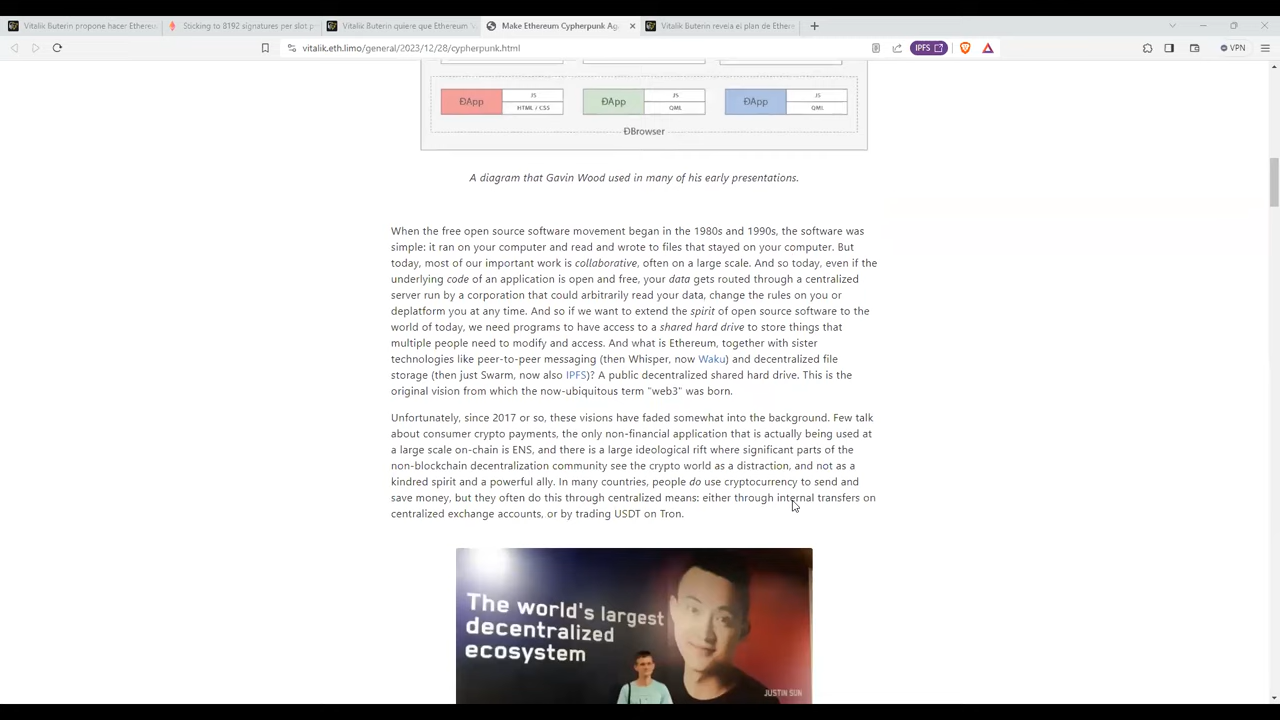 Vitalik Buterin propone hacer Ethereu
Sticking to 8192 signatures per slot p
Vitalik Buterin quiere que Ethereum
Make Ethereum Cypherpunk Ag
Vitalik Buterin revela el plan de Ether
vitalik.eth.limo/general/2023/12/28/cypherpunk.html
IPFS
VPN
ĐApp
JS
HTML / CSS
ĐApp
JS
QML
ĐApp
JS
QML
ĐBrowser
A diagram that Gavin Wood used in many of his early presentations.
When the free open source software movement began in the 1980s and 1990s, the software was
simple: it ran on your computer and read and wrote to files that stayed on your computer. But
today, most of our important work is collaborative, often on a large scale. And so today, even if the
underlying code of an application is open and free, your data gets routed through a centralized
server run by a corporation that could arbitrarily read your data, change the rules on you or
deplatform you at any time. And so if we want to extend the spirit of open source software to the
world of today, we need programs to have access to a shared hard drive to store things that
multiple people need to modify and access. And what is Ethereum, together with sister
technologies like peer-to-peer messaging (then Whisper, now Waku) and decentralized file
storage (then just Swarm, now also IPFS)? A public decentralized shared hard drive. This is the
original vision from which the now-ubiquitous term "web3" was born.
Unfortunately, since 2017 or so, these visions have faded somewhat into the background. Few talk
about consumer crypto payments, the only non-financial application that is actually being used at
a large scale on-chain is ENS, and there is a large ideological rift where significant parts of the
non-blockchain decentralization community see the crypto world as a distraction, and not as a
kindred spirit and a powerful ally. In many countries, people do use cryptocurrency to send and
save money, but they often do this through centralized means: either through internal transfers on
centralized exchange accounts, or by trading USDT on Tron.
The world's largest
decentralized
ecosystem
JUSTIN SUN